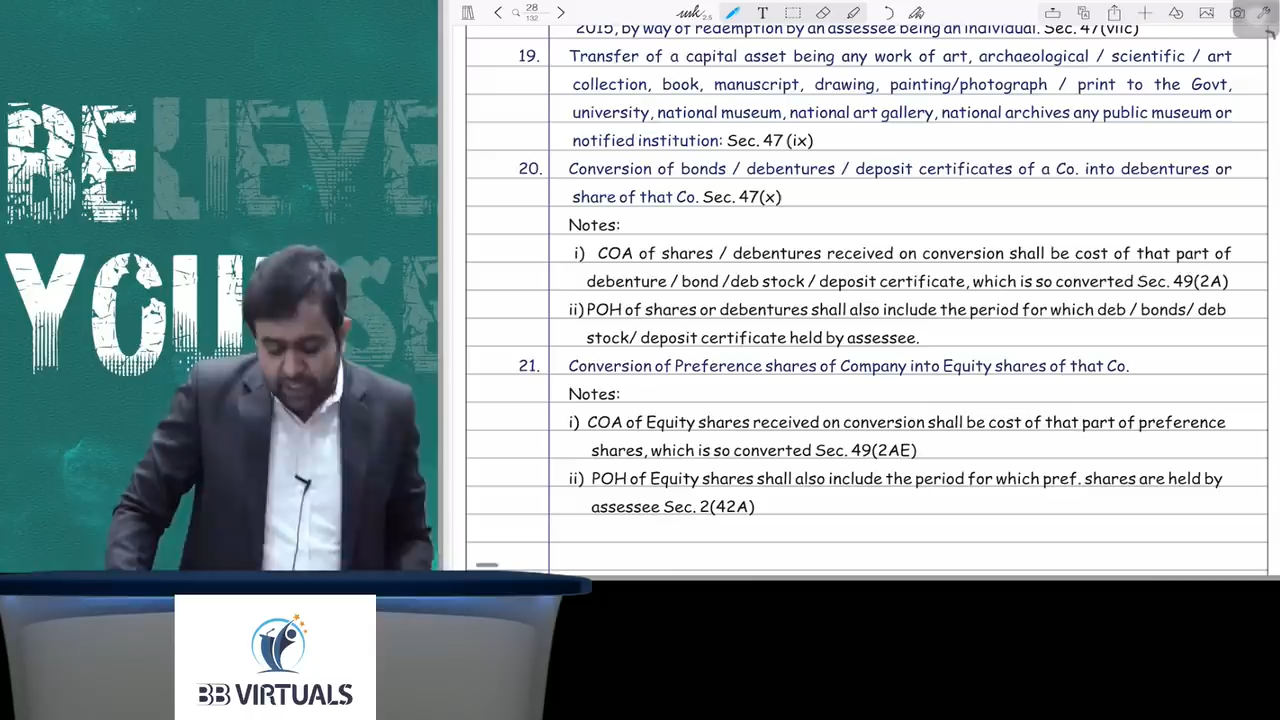 BELIEVE
YOU
28
132
2.5
T
2015, by way of redemption by an assessee being an individual. Sec. 47(viic)
19. Transfer of a capital asset being any work of art, archaeological / scientific / art
collection, book, manuscript, drawing, painting/photograph / print to the Govt,
university, national museum, national art gallery, national archives any public museum or
notified institution: Sec. 47 (ix)
20. Conversion of bonds / debentures / deposit certificates of a Co. into debentures or
share of that Co. Sec. 47(x)
Notes:
i) COA of shares / debentures received on conversion shall be cost of that part of
debenture / bond /deb stock / deposit certificate, which is so converted Sec. 49(2A)
ii) POH of shares or debentures shall also include the period for which deb / bonds/ deb
stock/ deposit certificate held by assessee.
21. Conversion of Preference shares of Company into Equity shares of that Co.
Notes:
i) COA of Equity shares received on conversion shall be cost of that part of preference
shares, which is so converted Sec. 49(2AE)
ii) POH of Equity shares shall also include the period for which pref. shares are held by
assessee Sec. 2(42A)
BB VIRTUALS